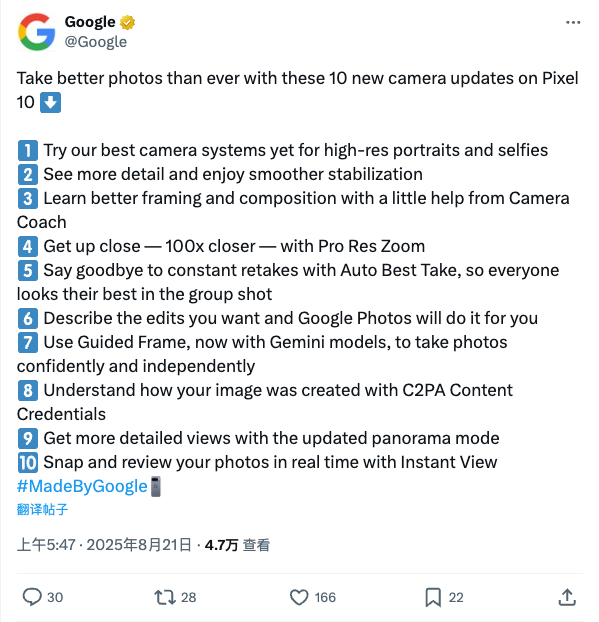 Google
@Google
Take better photos than ever with these 10 new camera updates on Pixel
10 ⬇️
1️⃣ Try our best camera systems yet for high-res portraits and selfies
2️⃣ See more detail and enjoy smoother stabilization
3️⃣ Learn better framing and composition with a little help from Camera
Coach
4️⃣ Get up close — 100x closer — with Pro Res Zoom
5️⃣ Say goodbye to constant retakes with Auto Best Take, so everyone
looks their best in the group shot
6️⃣ Describe the edits you want and Google Photos will do it for you
7️⃣ Use Guided Frame, now with Gemini models, to take photos
confidently and independently
8️⃣ Understand how your image was created with C2PA Content
Credentials
9️⃣ Get more detailed views with the updated panorama mode
🔟 Snap and review your photos in real time with Instant View
#MadeByGoogle
翻译帖子
上午5:47 · 2025年8月21日 · 4.7万 查看
30 28 166 22